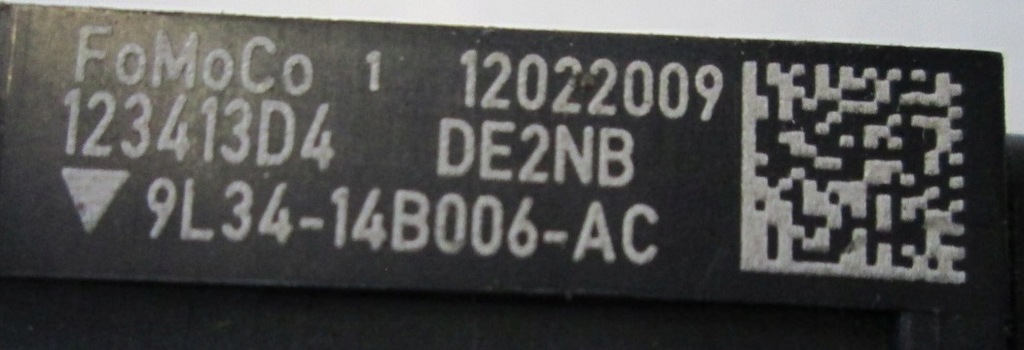 FoMoCo 1 12022009
123413D4 DE2NB
9L34-14B006-AC